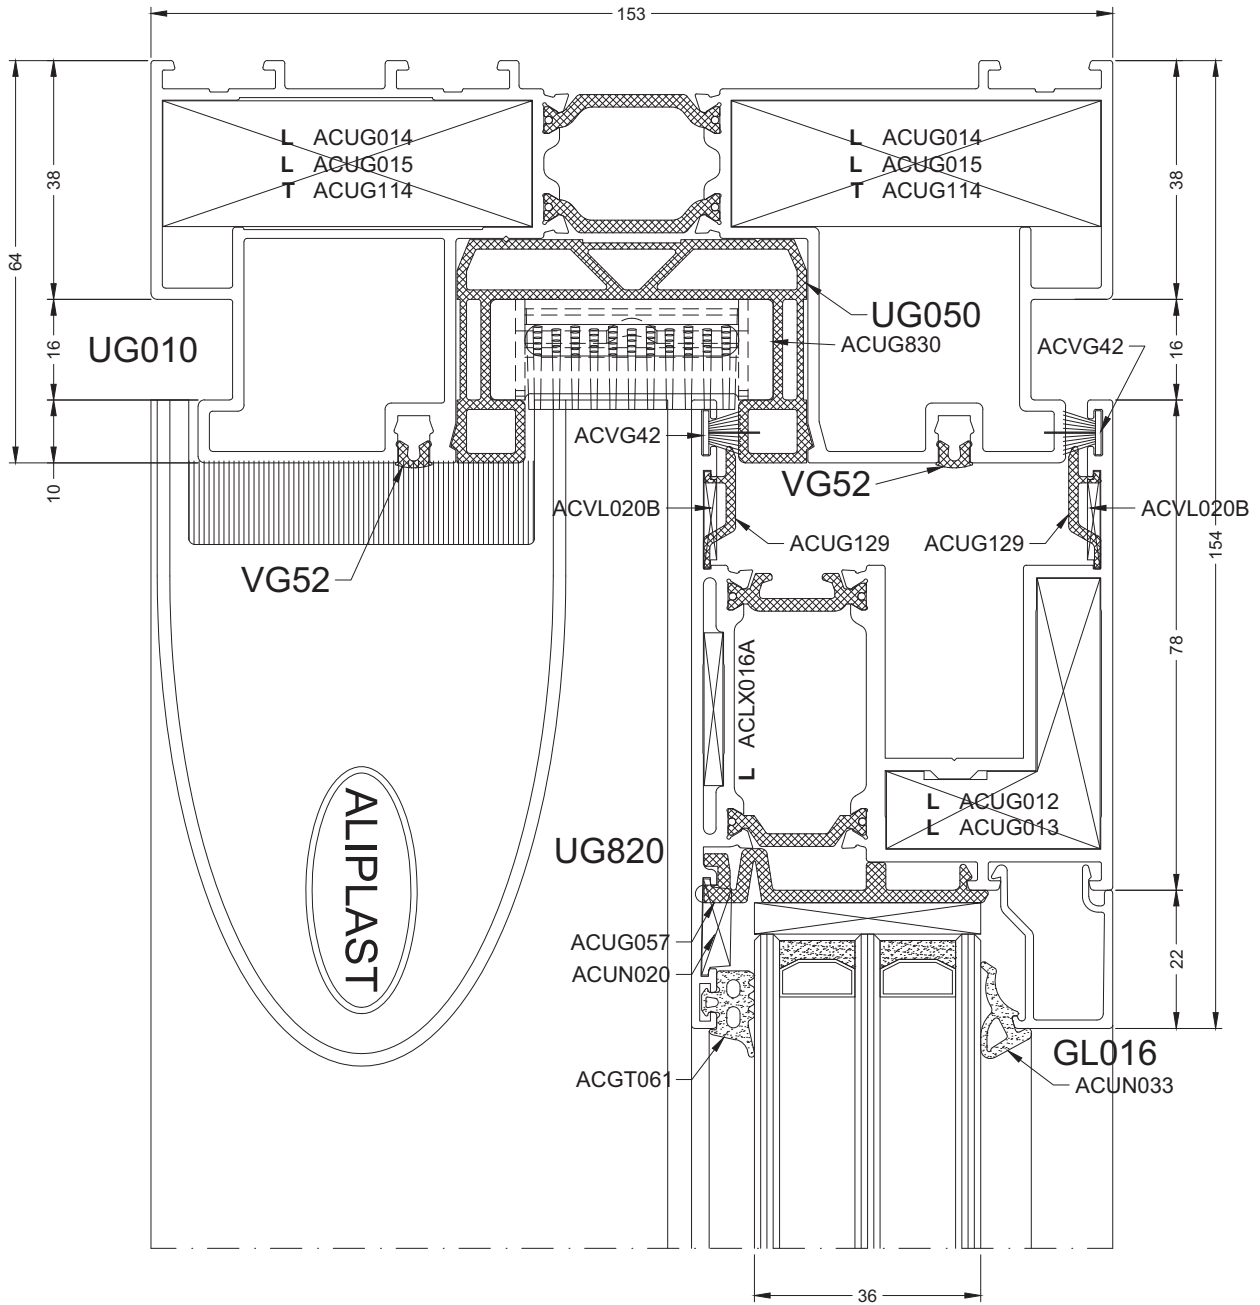 153
L ACUG014
L ACUG015
T ACUG114
L ACUG014
L ACUG015
T ACUG114
38
38
64
UG050
UG010
16
ACUG830
ACVG42
16
ACVG42
VG52
10
ACVL020B
ACVL020B
ACUG129
ACUG129
154
VG52
78
L ACLX016A
ALIPLAST
L ACUG012
L ACUG013
UG820
ACUG057
22
ACUN020
GL016
ACGT061
ACUN033
36